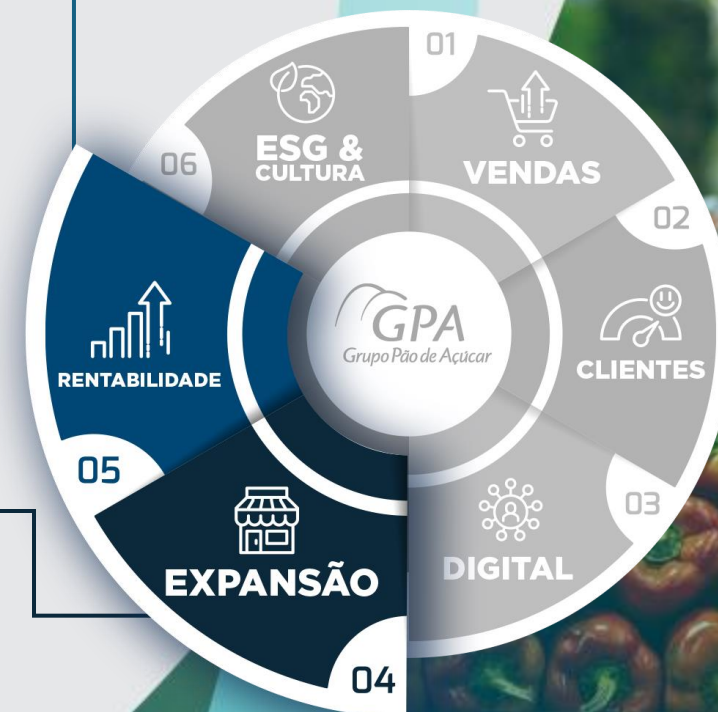 01
VENDAS
02
CLIENTES
03
DIGITAL
04
EXPANSÃO
05
RENTABILIDADE
06
ESG &
CULTURA
GPA
Grupo Pão de Açúcar